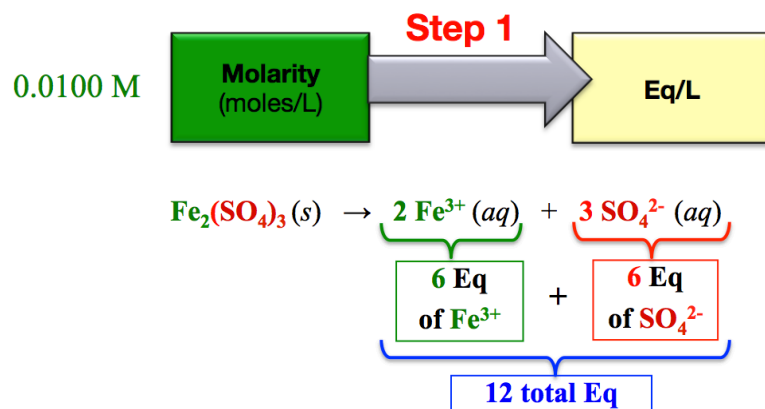 Step 1
0.0100 M
Molarity
(moles/L)
Eq/L
Fe₂(SO₄)₃ (s) → 2 Fe³⁺ (aq) + 3 SO₄²⁻ (aq)
6 Eq
of Fe³⁺
+
6 Eq
of SO₄²⁻
12 total Eq